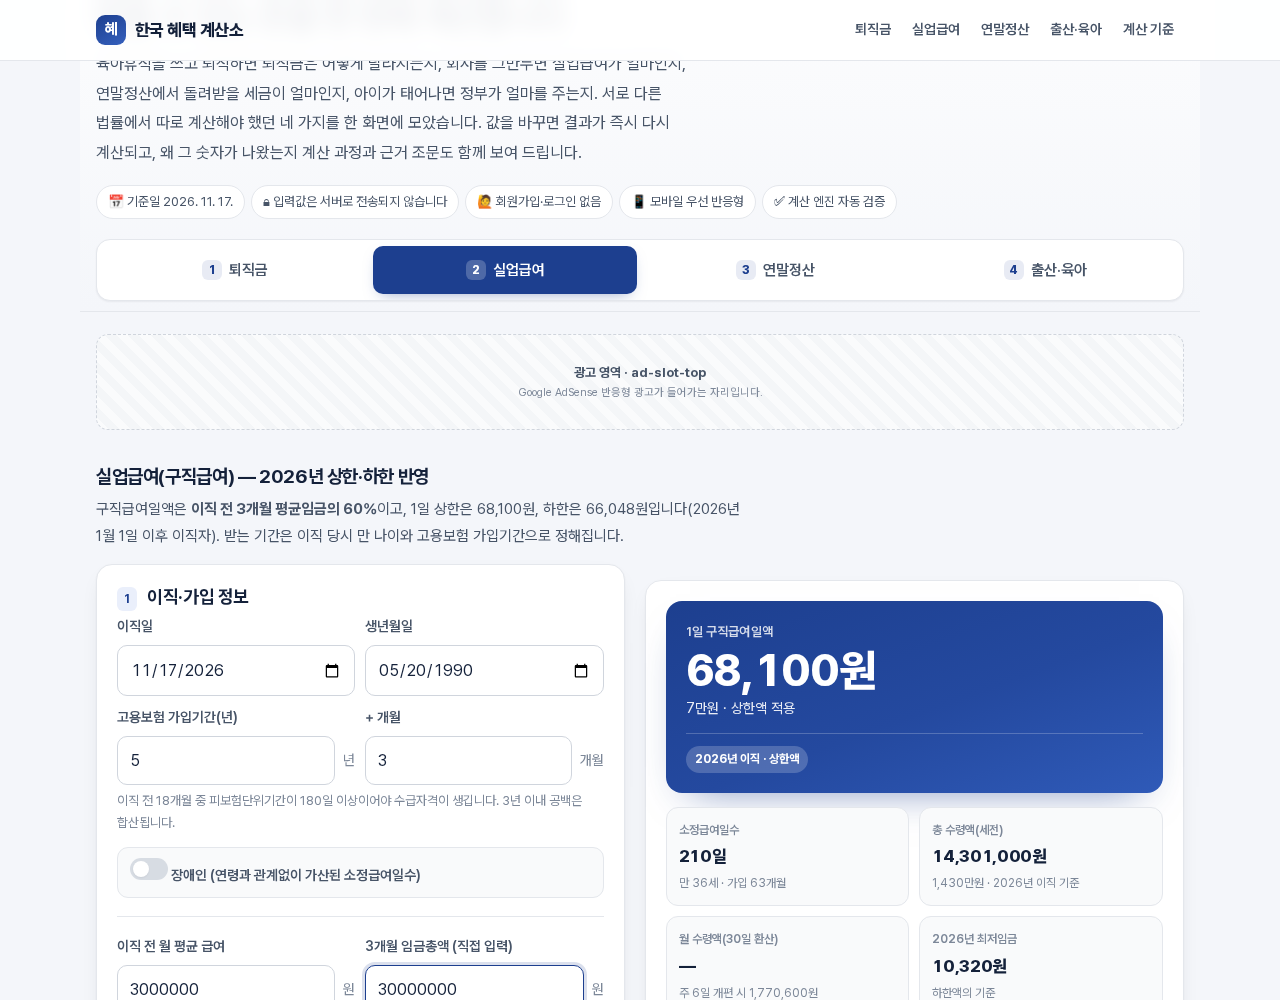 혜 한국 혜택 계산소
퇴직금 실업급여 연말정산 출산·육아 계산 기준
육아휴직을 쓰고 퇴직하면 퇴직금은 어떻게 달라지는지, 회사를 그만두면 실업급여가 얼마인지,
연말정산에서 돌려받을 세금이 얼마인지, 아이가 태어나면 정부가 얼마를 주는지. 서로 다른
법률에서 따로 계산해야 했던 네 가지를 한 화면에 모았습니다. 값을 바꾸면 결과가 즉시 다시
계산되고, 왜 그 숫자가 나왔는지 계산 과정과 근거 조문도 함께 보여 드립니다.
📅 기준일 2026. 11. 17. 🔒 입력값은 서버로 전송되지 않습니다 🙋 회원가입·로그인 없음 📱 모바일 우선 반응형 ✅ 계산 엔진 자동 검증
1 퇴직금 2 실업급여 3 연말정산 4 출산·육아
광고 영역 · ad-slot-top
Google AdSense 반응형 광고가 들어가는 자리입니다.
실업급여(구직급여) — 2026년 상한·하한 반영
구직급여일액은 이직 전 3개월 평균임금의 60%이고, 1일 상한은 68,100원, 하한은 66,048원입니다(2026년
1월 1일 이후 이직자). 받는 기간은 이직 당시 만 나이와 고용보험 가입기간으로 정해집니다.
1 이직·가입 정보
이직일 생년월일
11/17/2026 05/20/1990
고용보험 가입기간(년) + 개월
5 년 3 개월
이직 전 18개월 중 피보험단위기간이 180일 이상이어야 수급자격이 생깁니다. 3년 이내 공백은
합산됩니다.
장애인 (연령과 관계없이 가산된 소정급여일수)
이직 전 월 평균 급여 3개월 임금총액 (직접 입력)
3000000 원 30000000 원
1일 구직급여일액
68,100원
7만원 · 상한액 적용
2026년 이직 · 상한액
소정급여일수
210일
만 36세 · 가입 63개월
총 수령액(세전)
14,301,000원
1,430만원 · 2026년 이직 기준
월 수령액(30일 환산)
—
주 6일 개편 시 1,770,600원
2026년 최저임금
10,320원
하한액의 기준